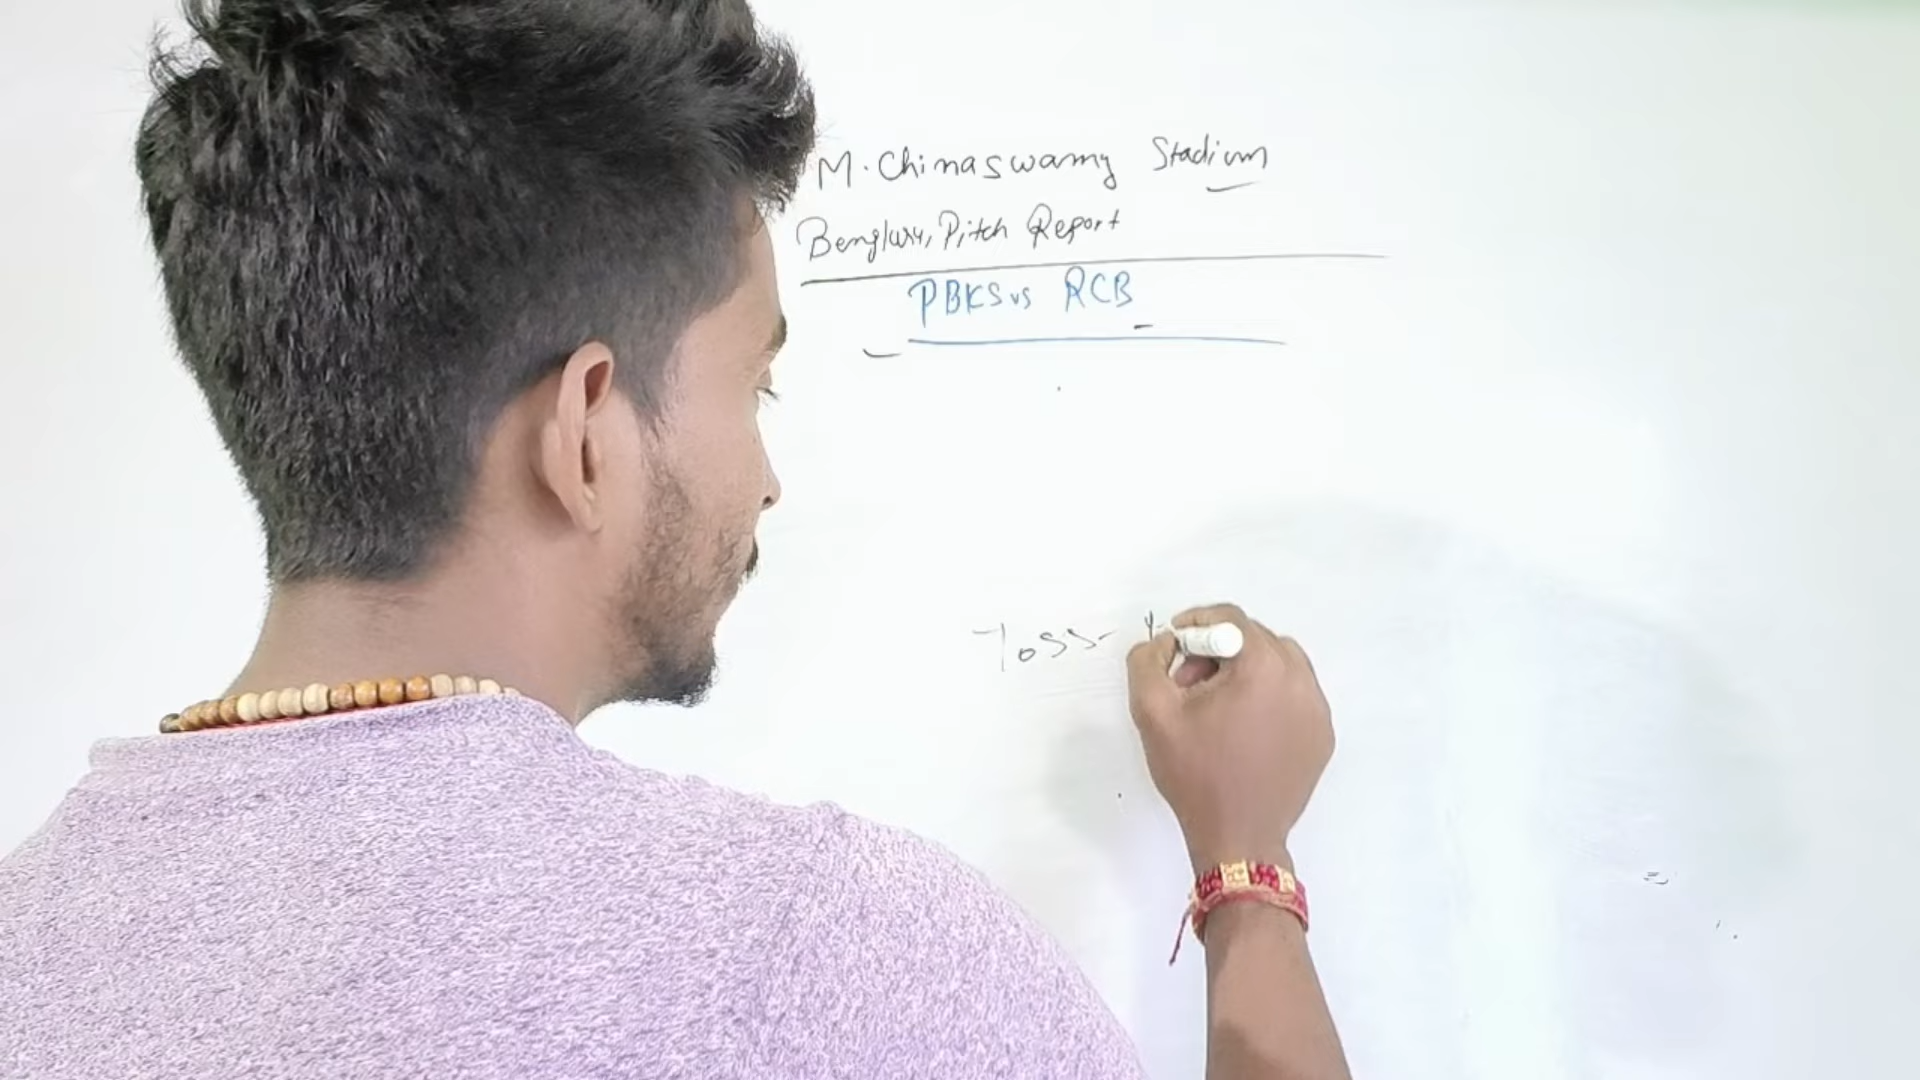 M. Chinaswamy Stadium
Bengluru, Pitch Report
PBKS vs RCB
Toss-